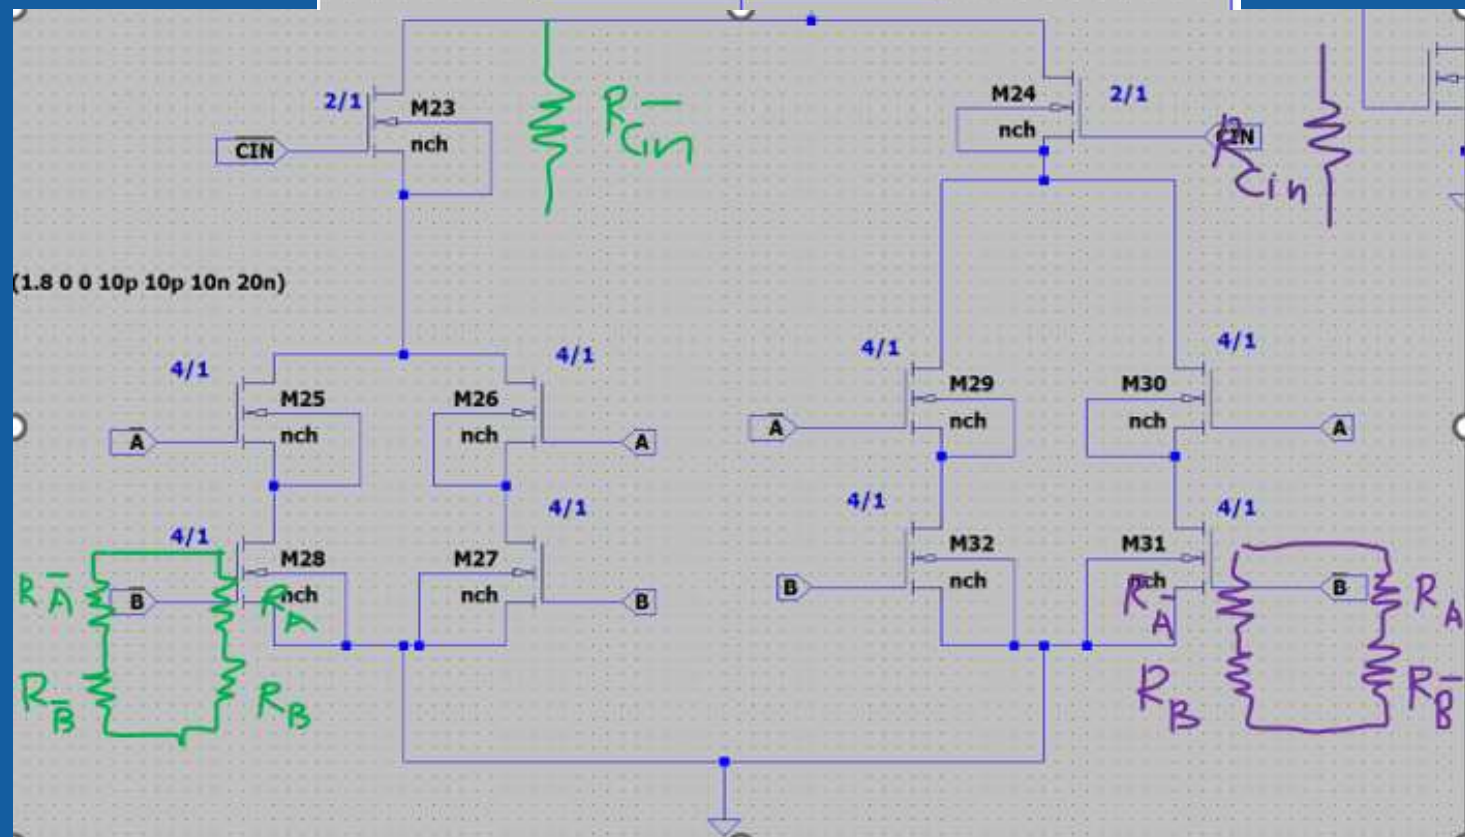 2/1
M23
nch
C̅I̅N̅
R
C̅i̅n̅
M24
nch
2/1
CIN
R
Cin
(1.8 0 0 10p 10p 10n 20n)
4/1
M25
nch
A̅
4/1
M26
nch
A
4/1
M29
nch
A̅
4/1
M30
nch
A
4/1
M28
nch
B̅
4/1
M27
nch
B
4/1
M32
nch
B
4/1
M31
nch
B̅
R A̅
R A
R B̅
R B
R A̅
R A
R B
R B̅